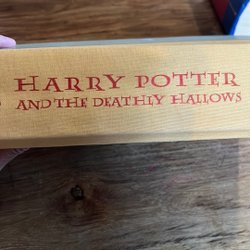 HARRY POTTER
AND THE DEATHLY HALLOWS